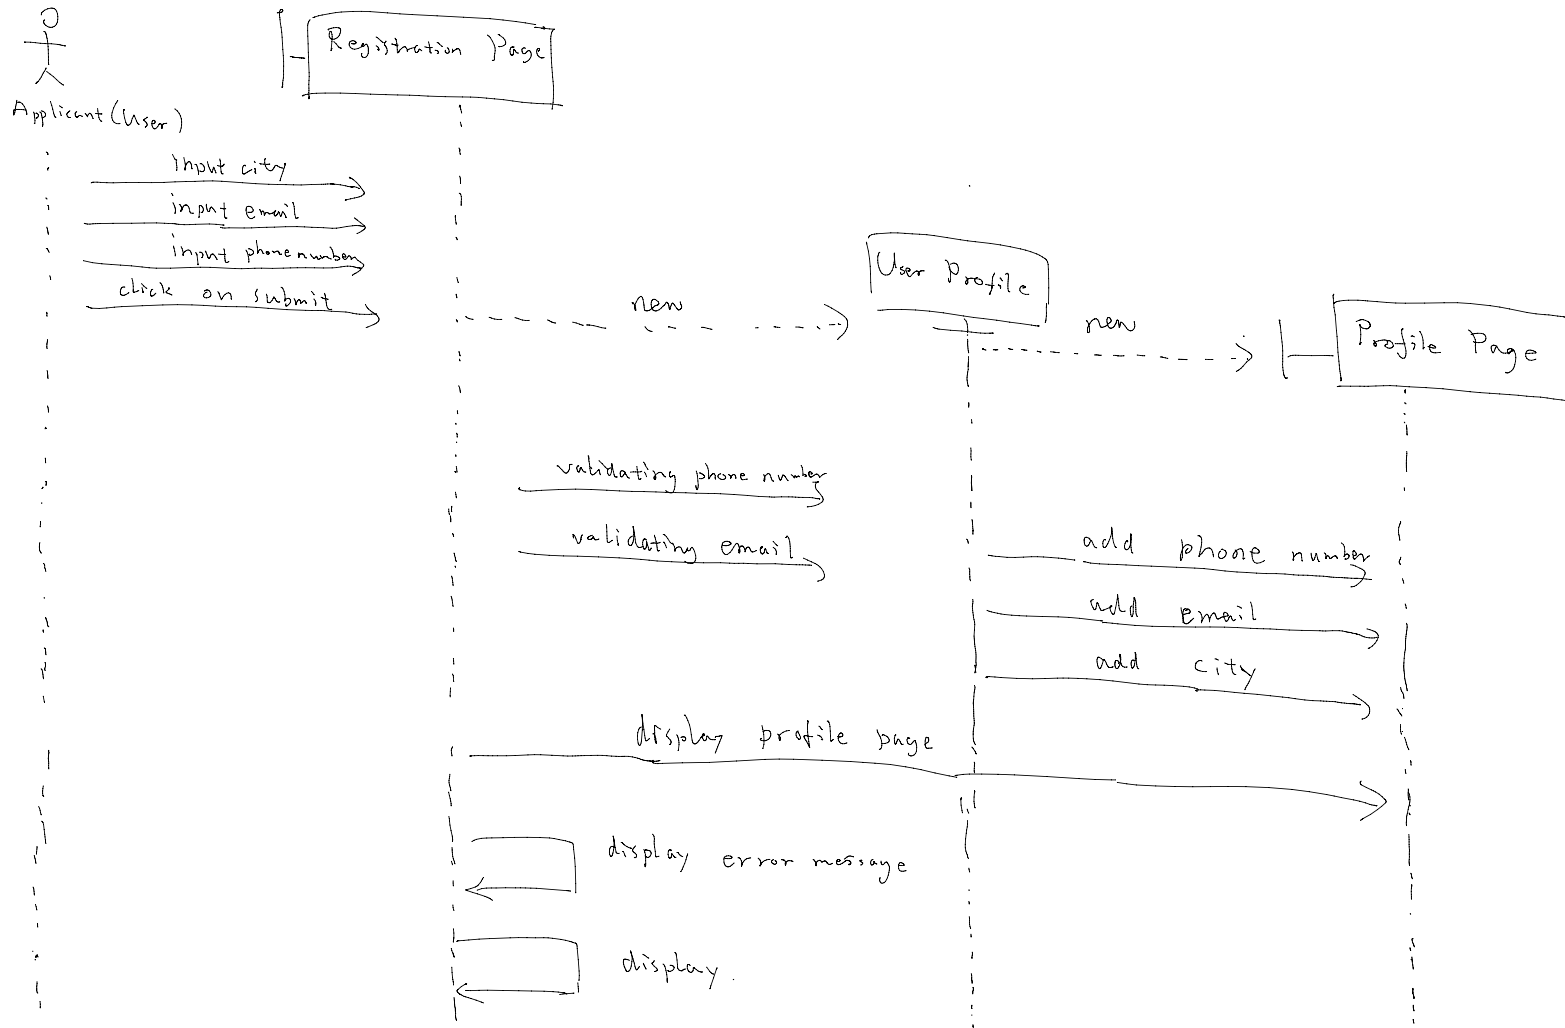 Registration Page
Applicant(User)
input city
input email
input phone number
click on submit
new
User Profile
new
Profile Page
validating phone number
validating email
add phone number
add email
add city
display profile page
display error message
display.